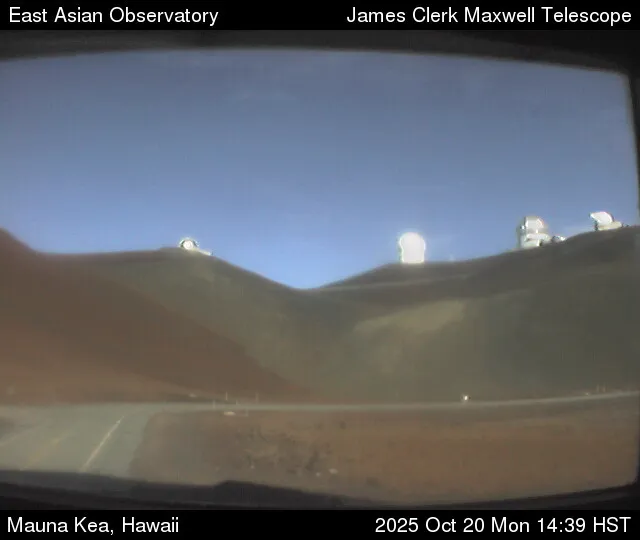 East Asian Observatory
James Clerk Maxwell Telescope
Mauna Kea, Hawaii
2025 Oct 20 Mon 14:39 HST